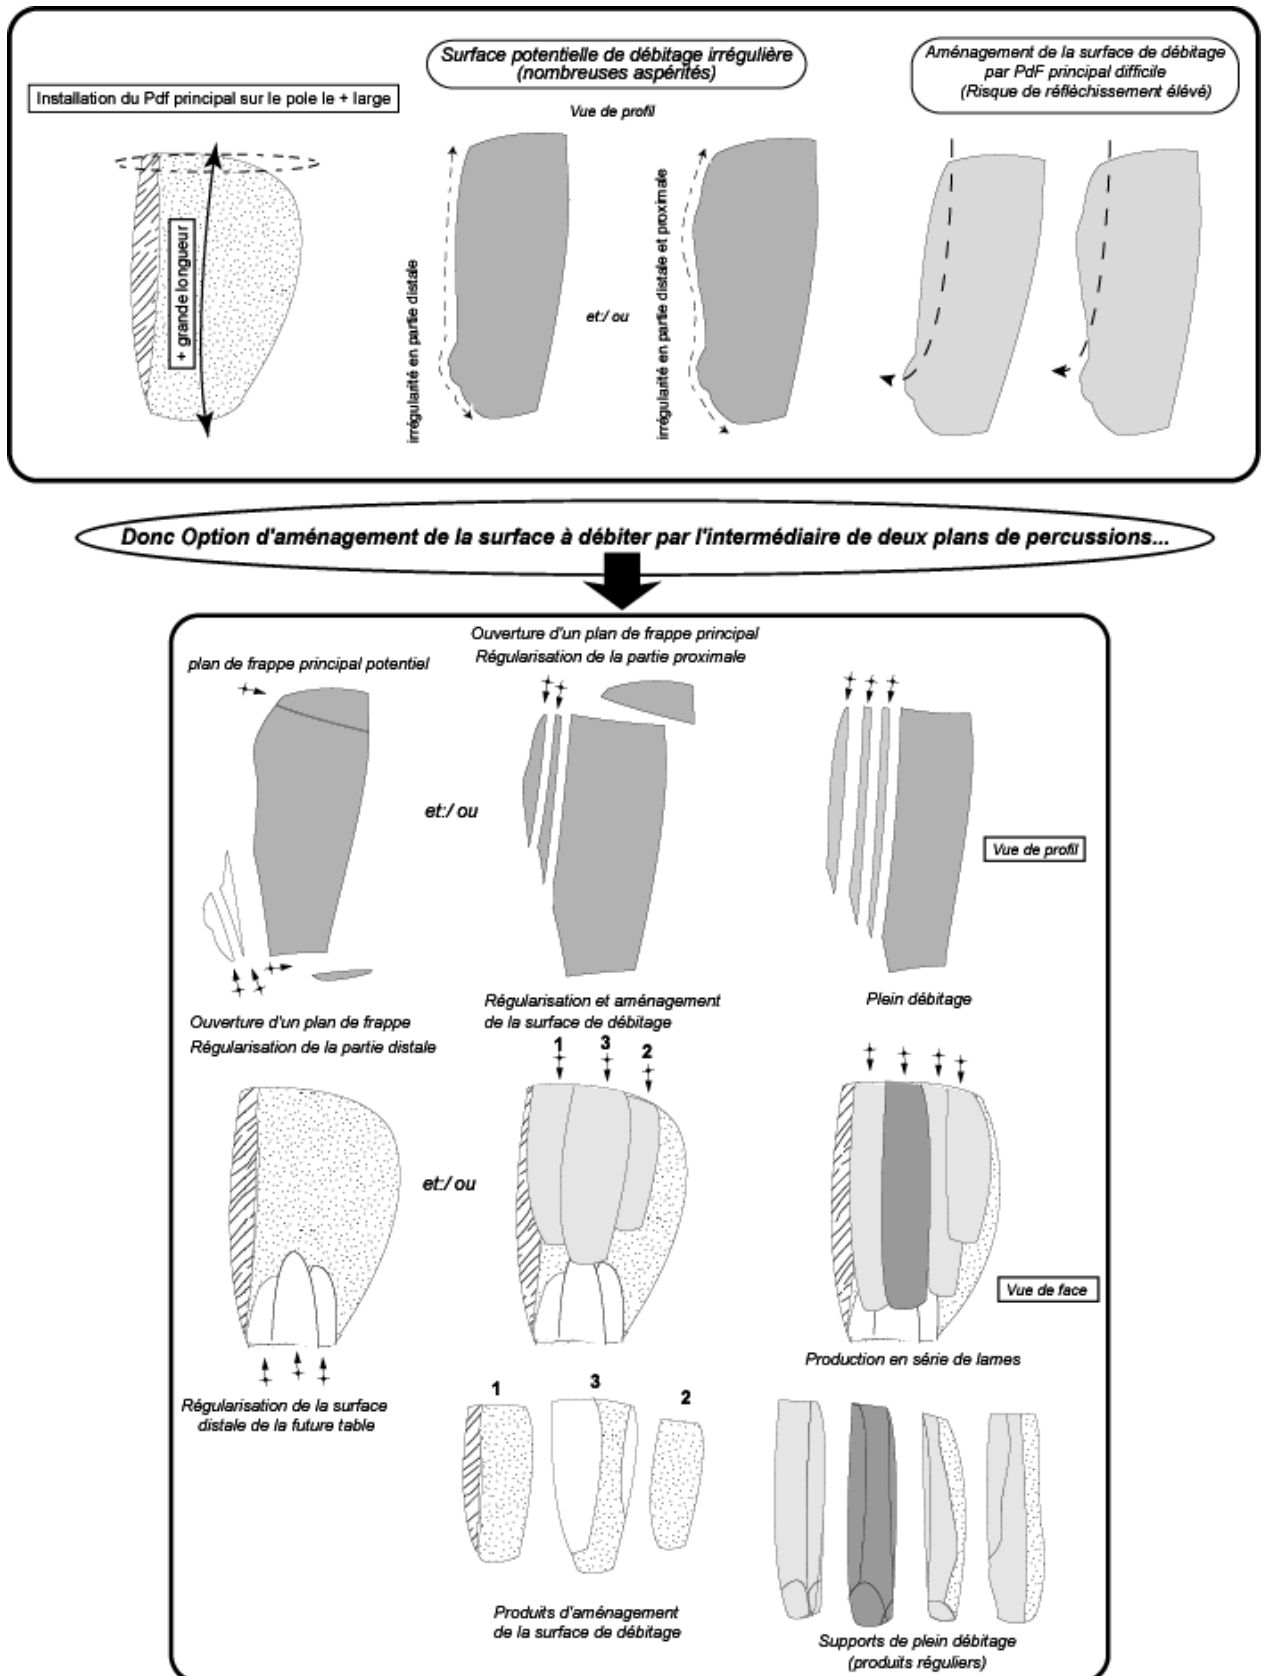 Installation du Pdf principal sur le pole le + large
Surface potentielle de débitage irrégulière
(nombreuses aspérités)
Aménagement de la surface de débitage
par PdF principal difficile
(Risque de réflèchissement élévé)
Vue de profil
+ grande longueur
irrégularité en partie distale
et:/ ou
irrégularité en partie distale et proximale
Donc Option d'aménagement de la surface à débiter par l'intermédiaire de deux plans de percussions...
plan de frappe principal potentiel
Ouverture d'un plan de frappe principal
Régularisation de la partie proximale
et:/ ou
Vue de profil
Ouverture d'un plan de frappe
Régularisation de la partie distale
Régularisation et aménagement
de la surface de débitage
Plein débitage
1
3
2
et:/ ou
Vue de face
Régularisation de la surface
distale de la future table
Production en série de lames
1
3
2
Produits d'aménagement
de la surface de débitage
Supports de plein débitage
(produits réguliers)